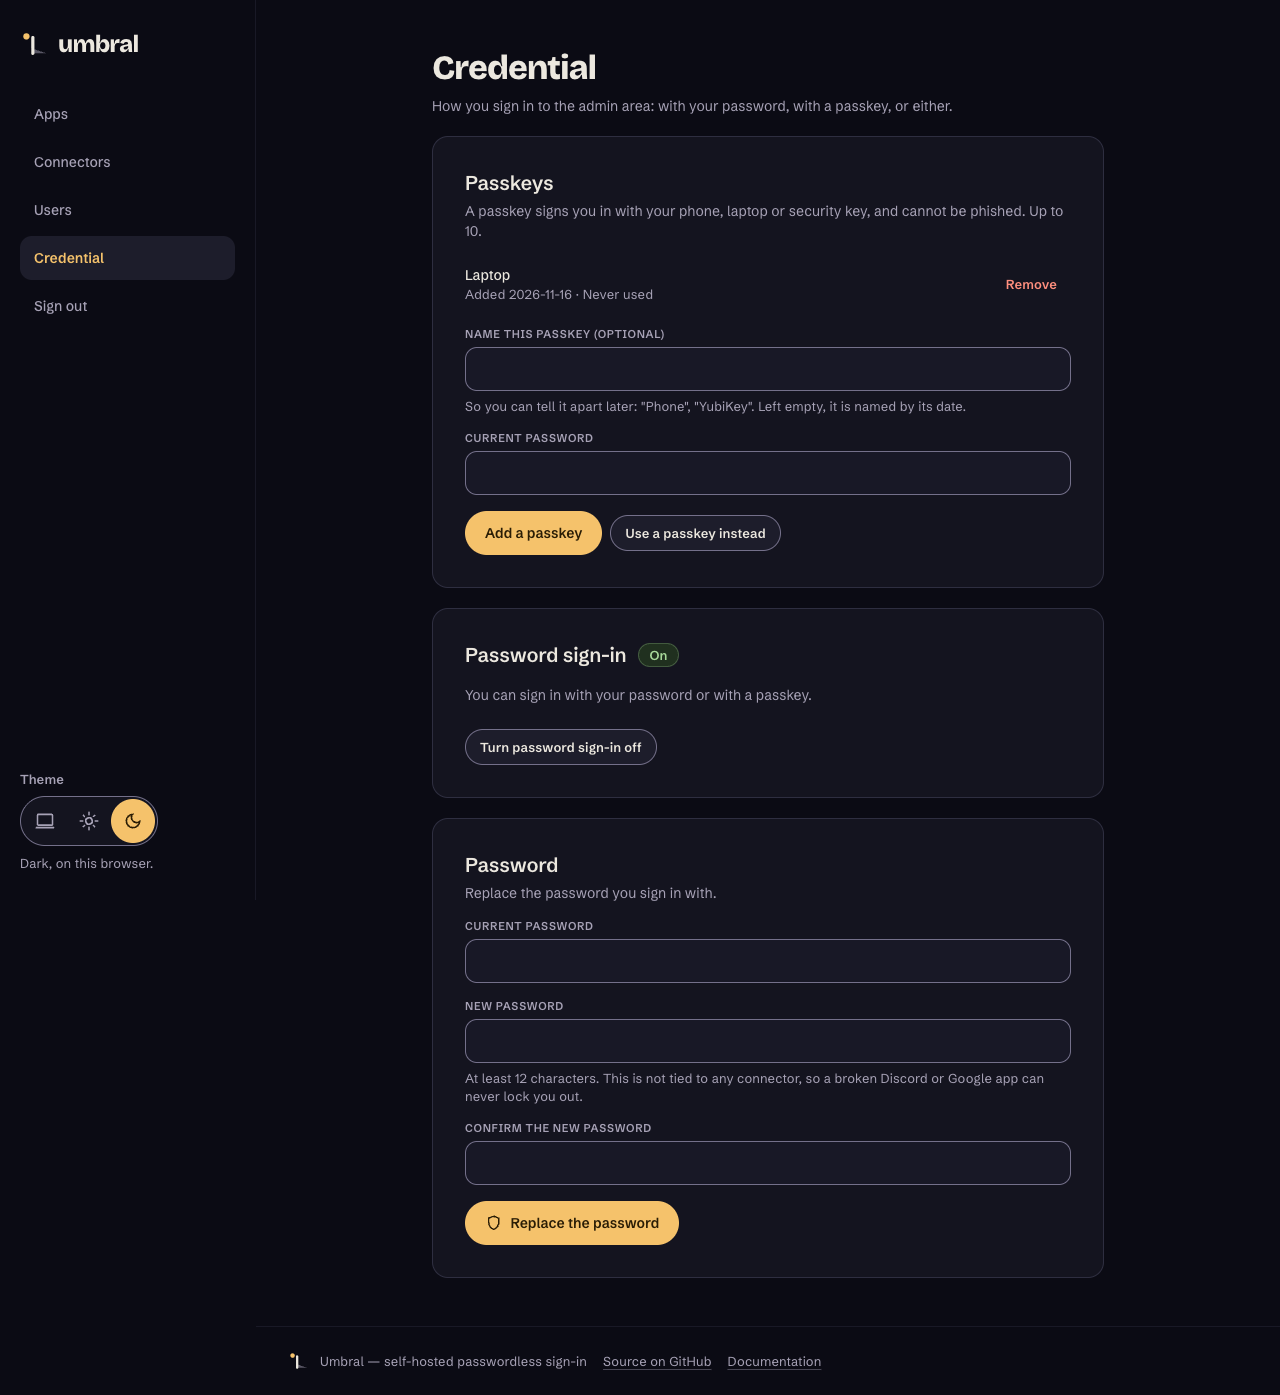 umbral
Apps
Connectors
Users
Credential
Sign out
Theme
Dark, on this browser.
Credential
How you sign in to the admin area: with your password, with a passkey, or either.
Passkeys
A passkey signs you in with your phone, laptop or security key, and cannot be phished. Up to
10.
Laptop
Added 2026-11-16 · Never used
Remove
NAME THIS PASSKEY (OPTIONAL)
So you can tell it apart later: "Phone", "YubiKey". Left empty, it is named by its date.
CURRENT PASSWORD
Add a passkey
Use a passkey instead
Password sign-in
On
You can sign in with your password or with a passkey.
Turn password sign-in off
Password
Replace the password you sign in with.
CURRENT PASSWORD
NEW PASSWORD
At least 12 characters. This is not tied to any connector, so a broken Discord or Google app can
never lock you out.
CONFIRM THE NEW PASSWORD
Replace the password
Umbral — self-hosted passwordless sign-in
Source on GitHub
Documentation